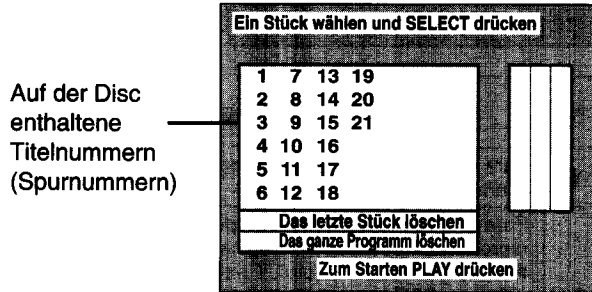 Ein Stück wählen und SELECT drücken
Auf der Disc
enthaltene
Titelnummern
(Spurnummern)
1 7 13 19
2 8 14 20
3 9 15 21
4 10 16
5 11 17
6 12 18
Das letzte Stück löschen
Das ganze Programm löschen
Zum Starten PLAY drücken